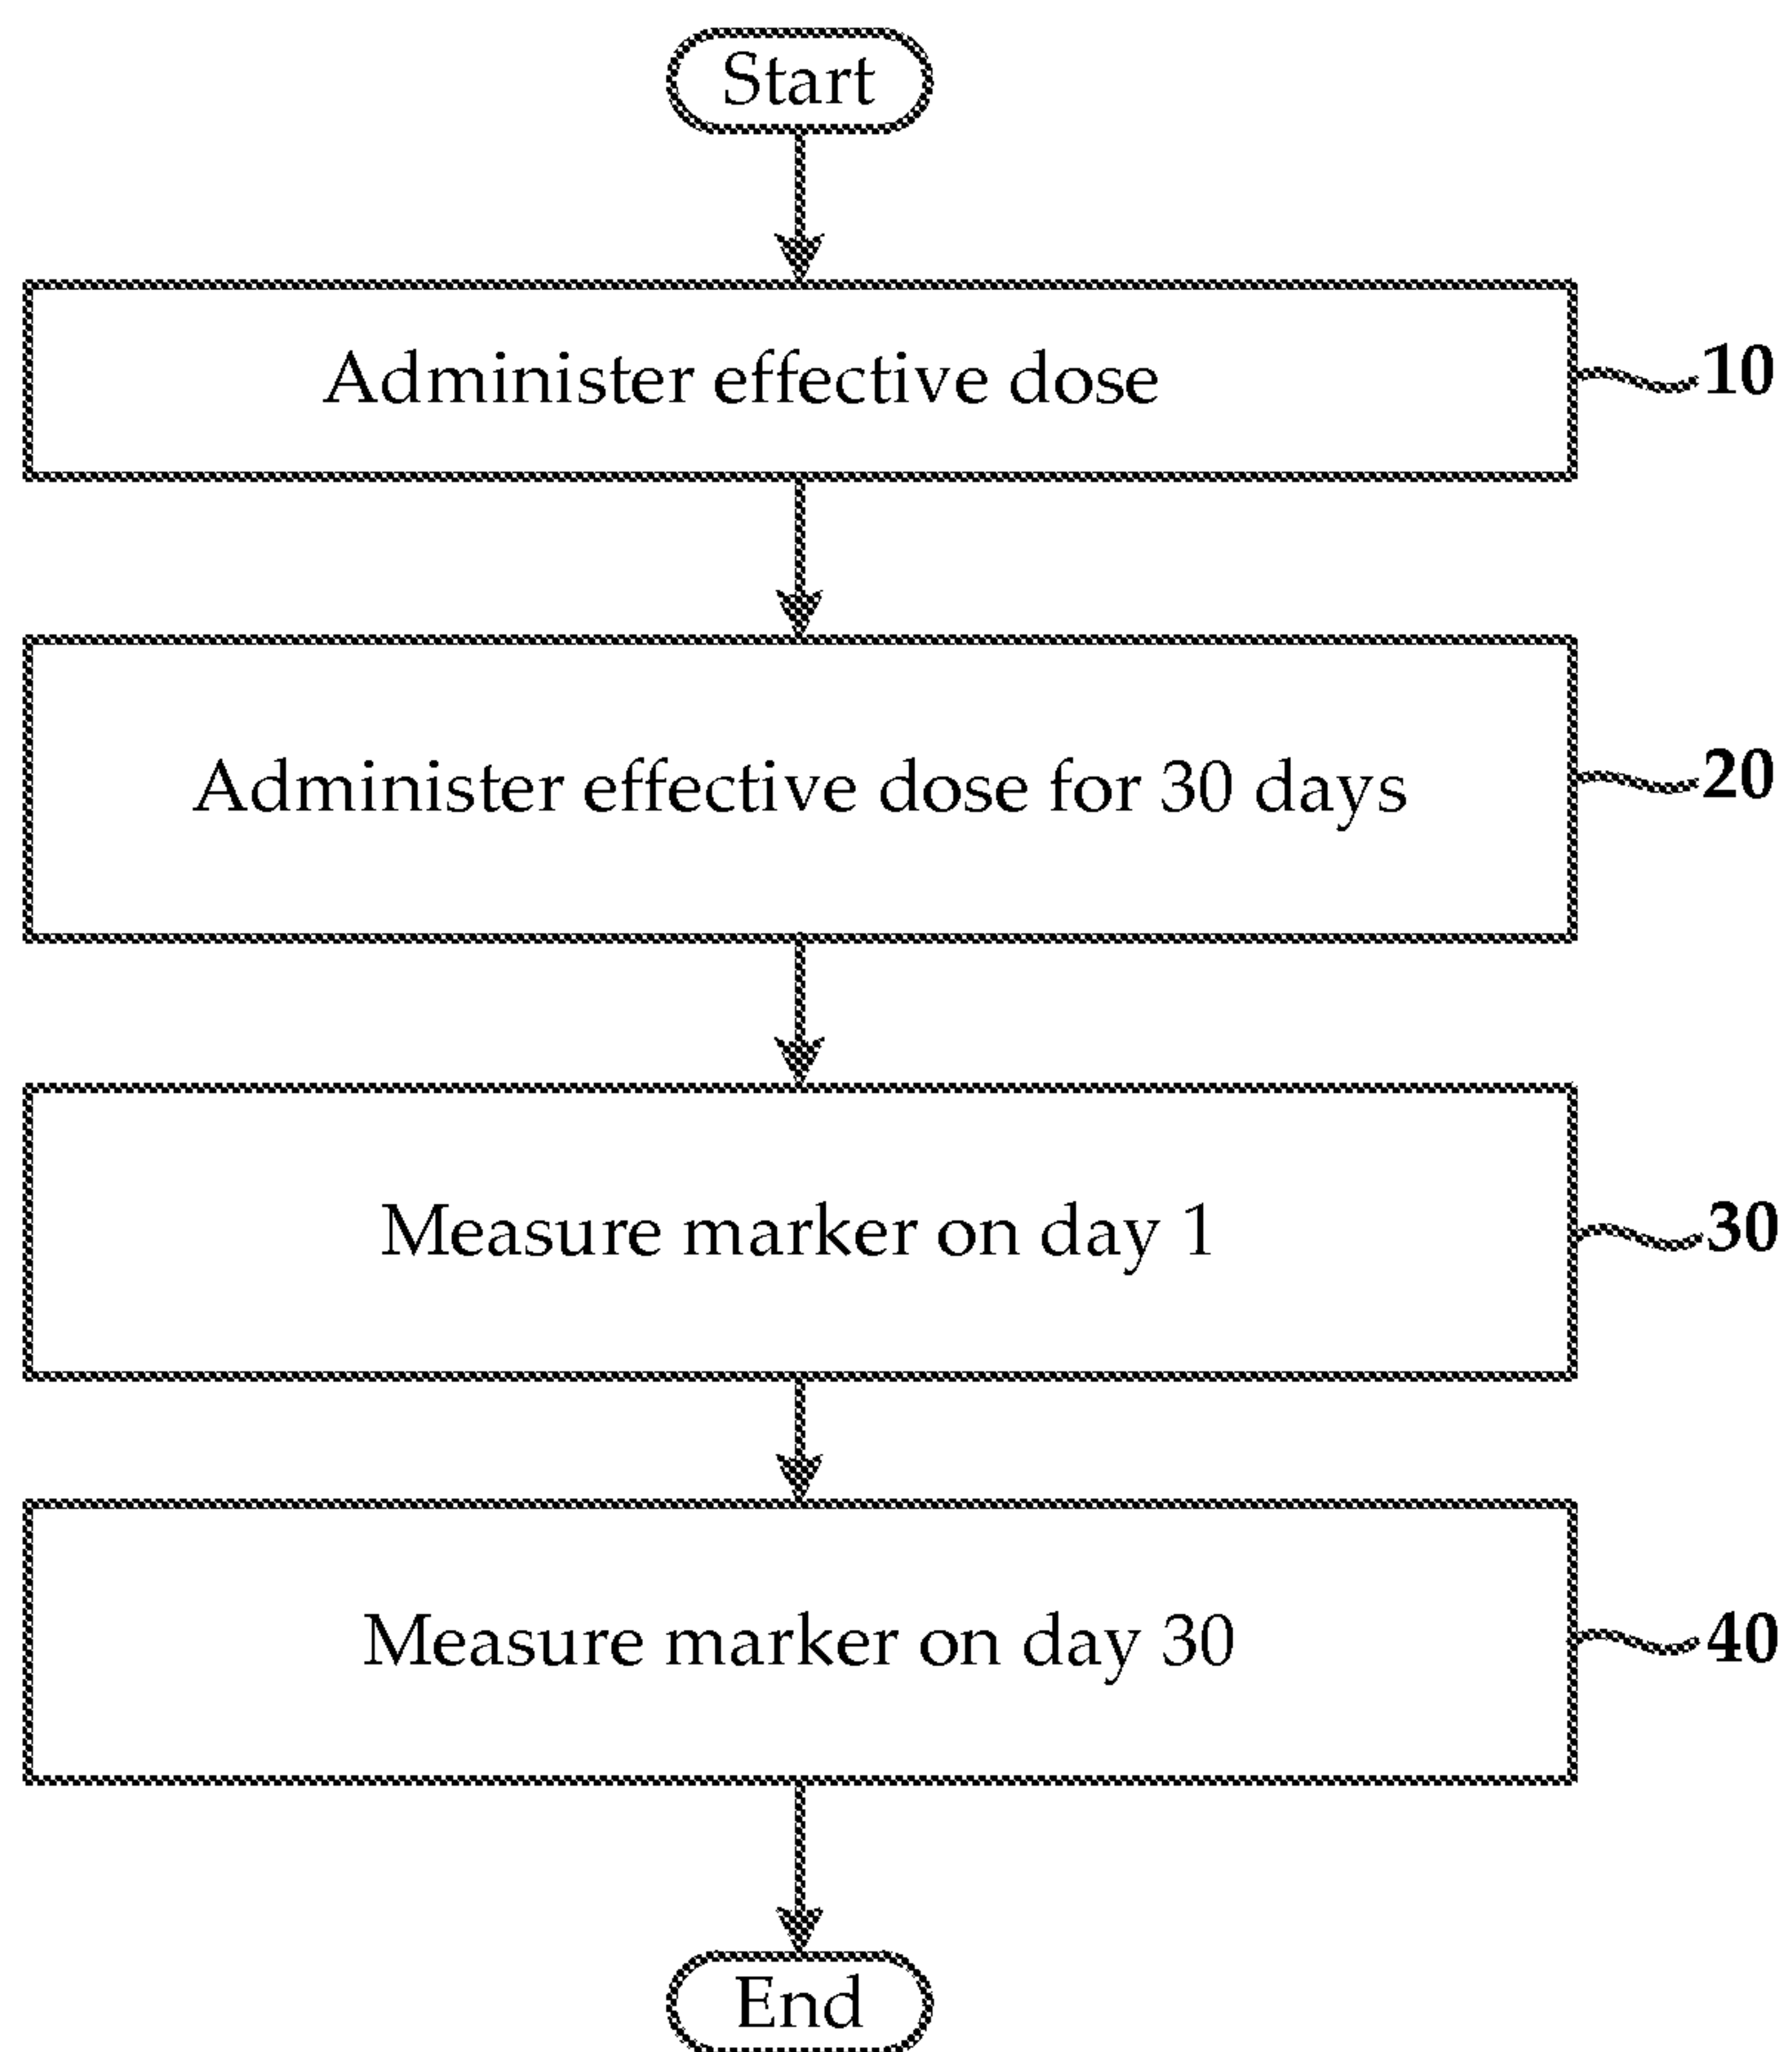 Start
Administer effective dose
10
Administer effective dose for 30 days
20
Measure marker on day 1
30
Measure marker on day 30
40
End